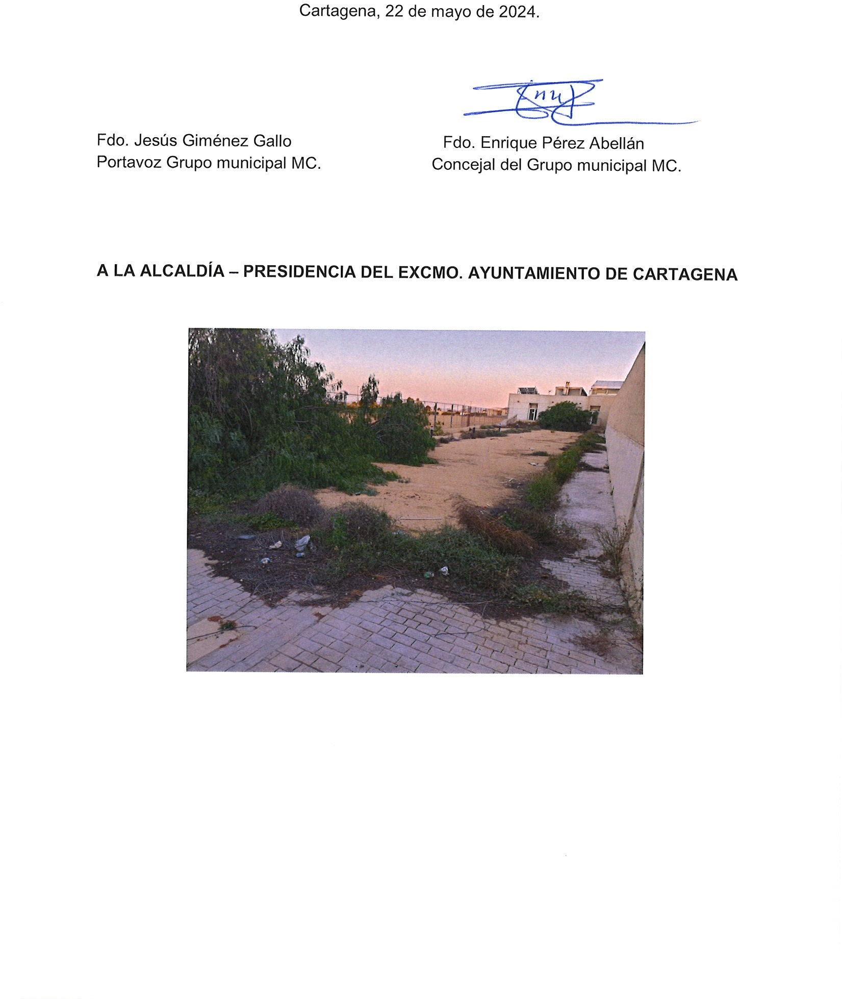 Cartagena, 22 de mayo de 2024.
Fdo. Jesús Giménez Gallo
Portavoz Grupo municipal MC.
Fdo. Enrique Pérez Abellán
Concejal del Grupo municipal MC.
A LA ALCALDÍA – PRESIDENCIA DEL EXCMO. AYUNTAMIENTO DE CARTAGENA